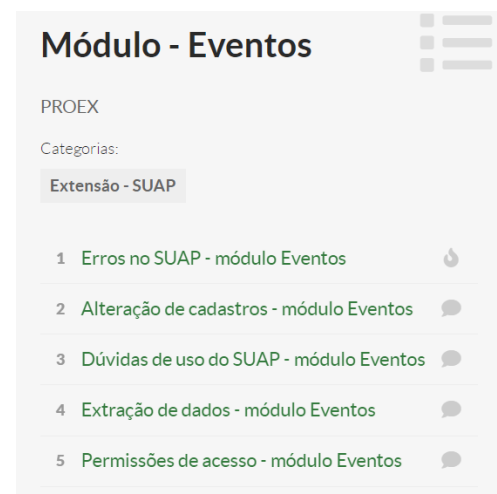 Módulo - Eventos
PROEX
Categorias:
Extensão - SUAP
1 Erros no SUAP - módulo Eventos
2 Alteração de cadastros - módulo Eventos
3 Dúvidas de uso do SUAP - módulo Eventos
4 Extração de dados - módulo Eventos
5 Permissões de acesso - módulo Eventos